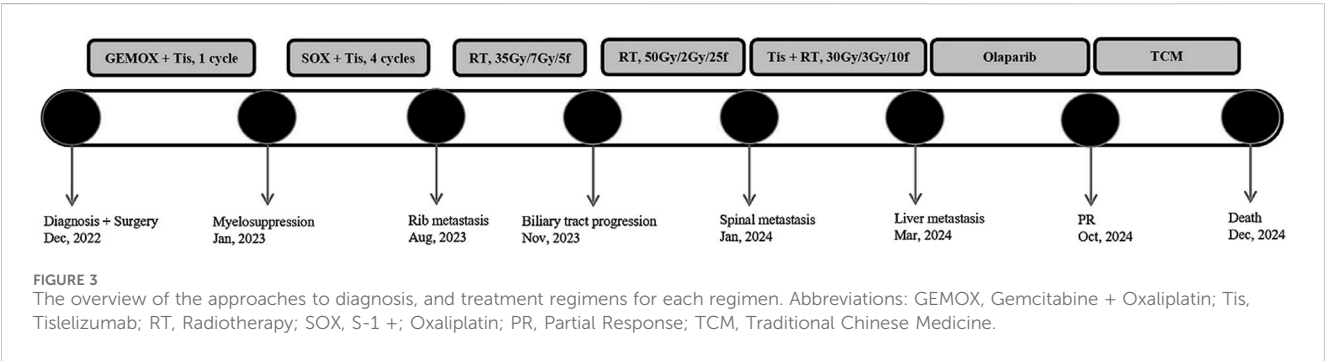 GEMOX + Tis, 1 cycle
SOX + Tis, 4 cycles
RT, 35Gy/7Gy/5f
RT, 50Gy/2Gy/25f
Tis + RT, 30Gy/3Gy/10f
Olaparib
TCM
Diagnosis + Surgery
Dec, 2022
Myelosuppression
Jan, 2023
Rib metastasis
Aug, 2023
Biliary tract progression
Nov, 2023
Spinal metastasis
Jan, 2024
Liver metastasis
Mar, 2024
PR
Oct, 2024
Death
Dec, 2024
FIGURE 3
The overview of the approaches to diagnosis, and treatment regimens for each regimen. Abbreviations: GEMOX, Gemcitabine + Oxaliplatin; Tis,
Tislelizumab; RT, Radiotherapy; SOX, S-1 +; Oxaliplatin; PR, Partial Response; TCM, Traditional Chinese Medicine.